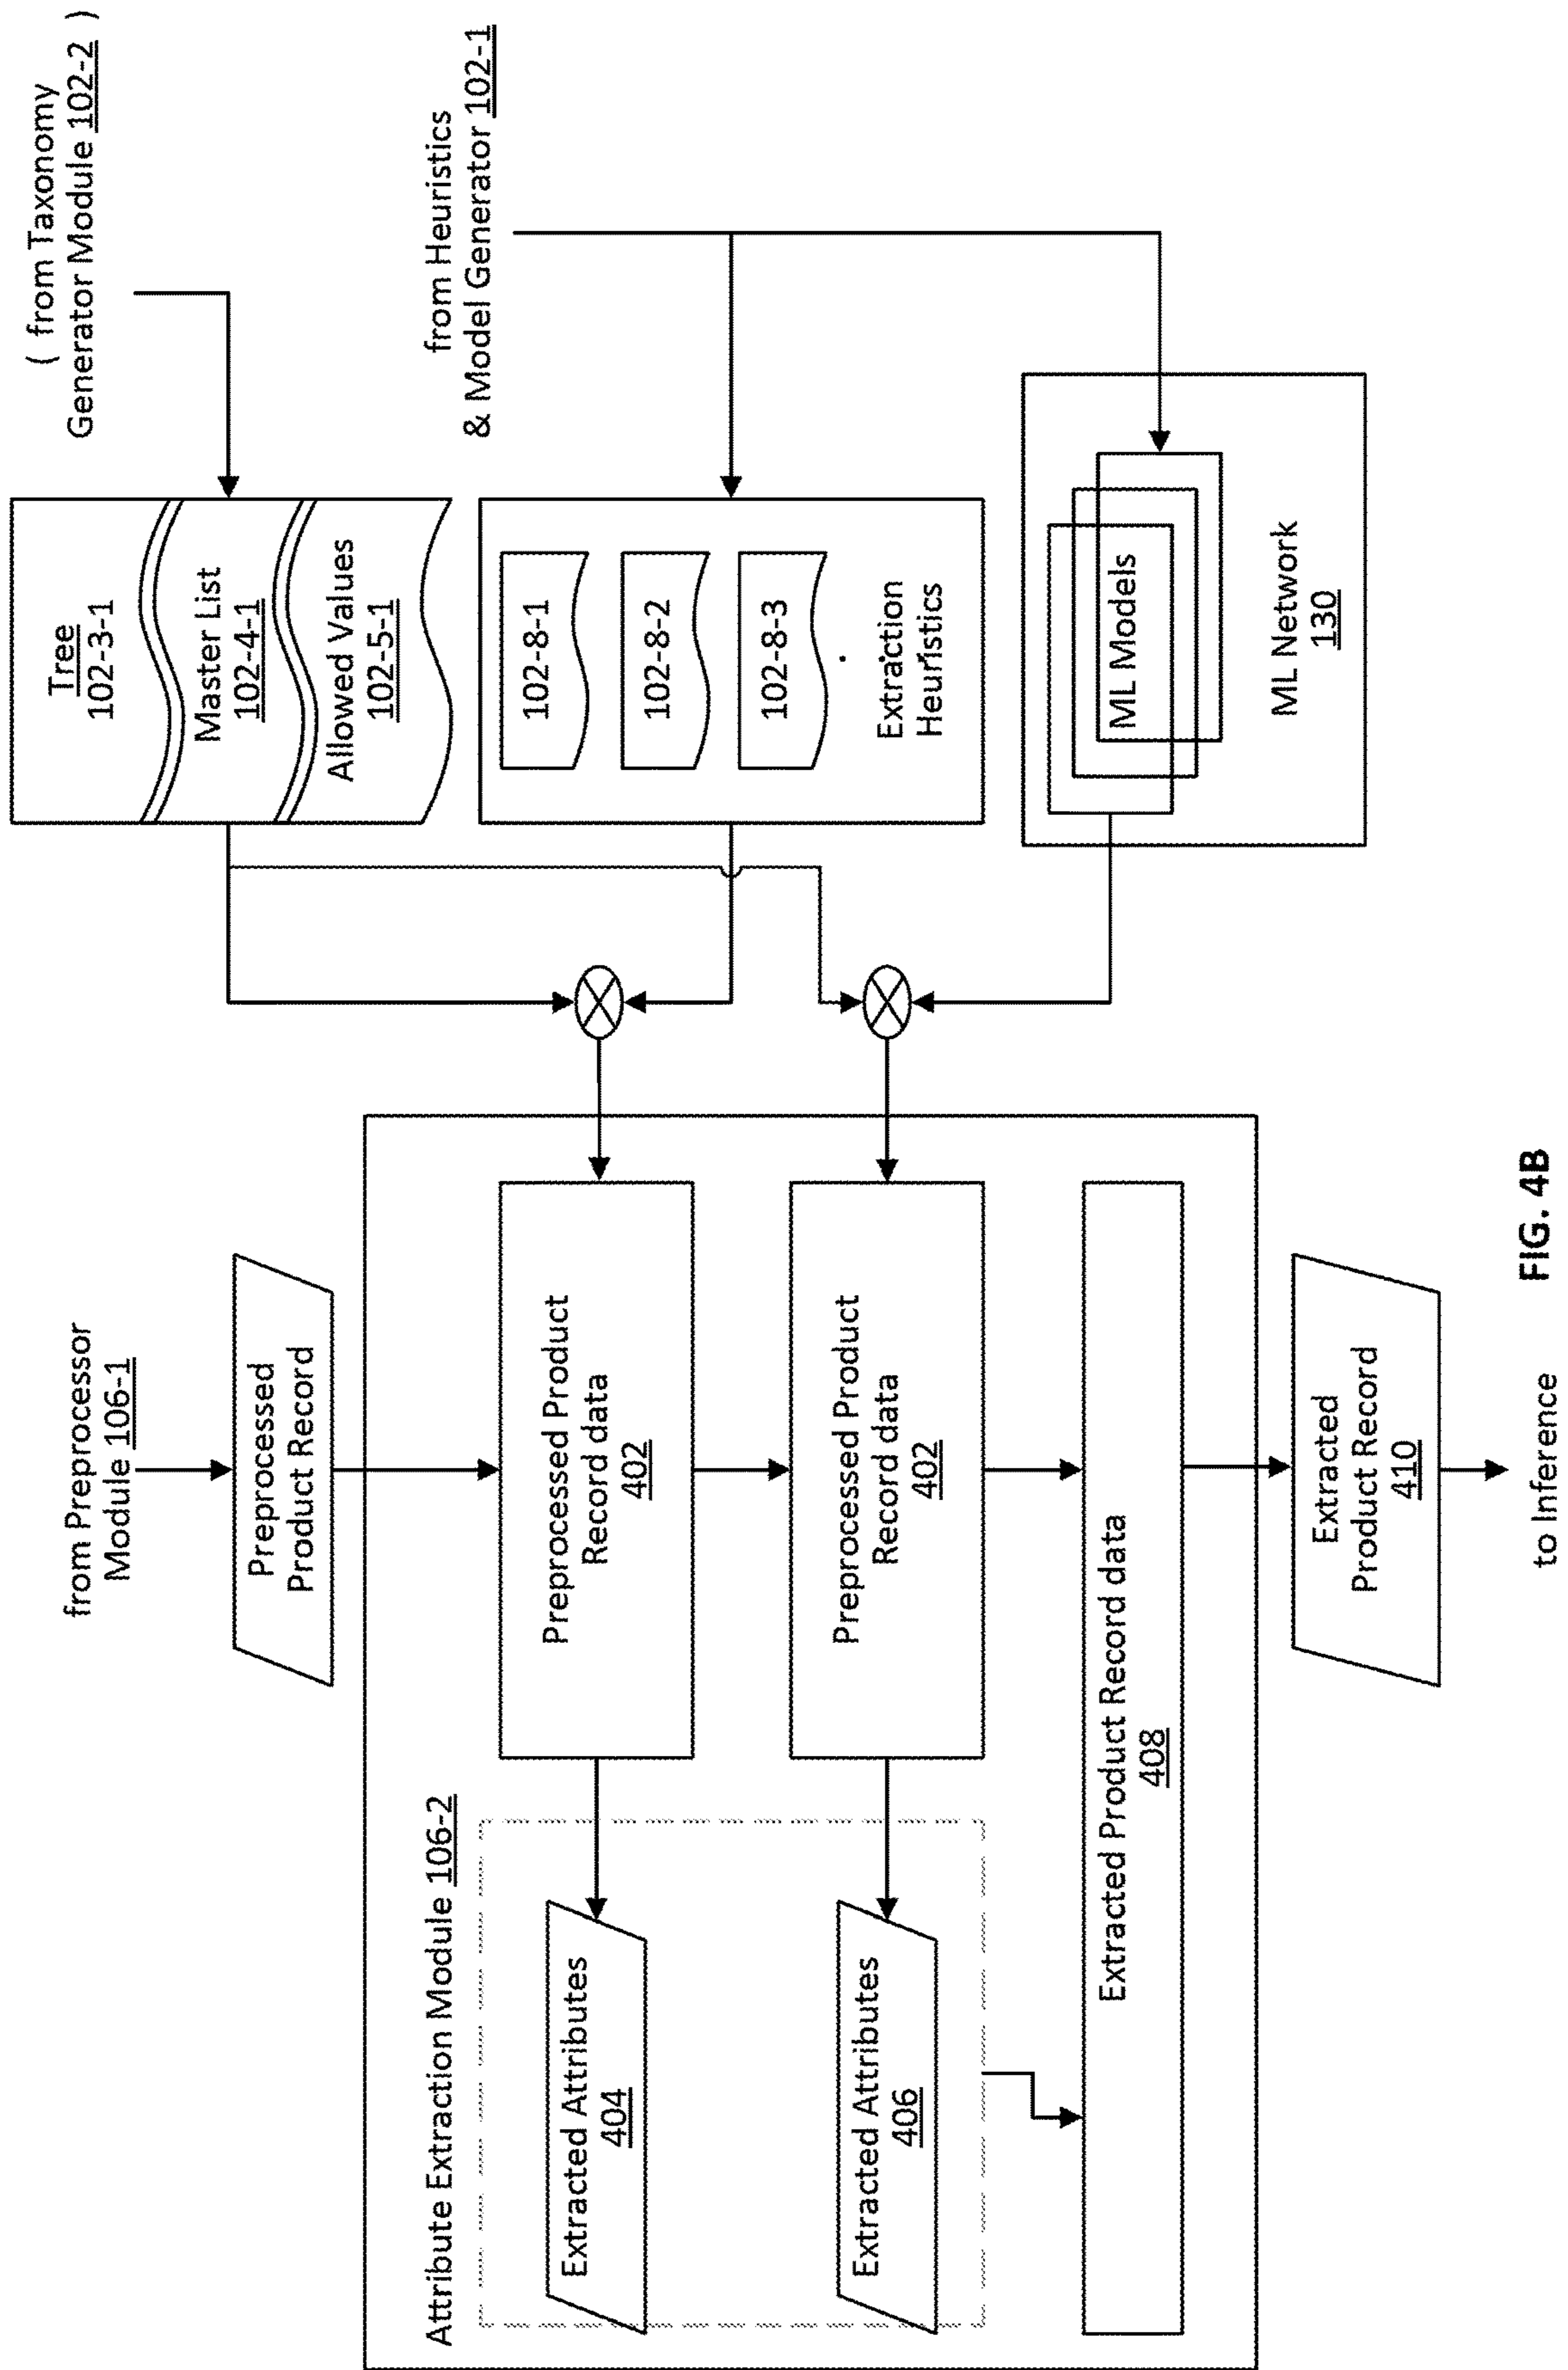 from Preprocessor
Module 106-1
Preprocessed
Product Record
Attribute Extraction Module 106-2
Extracted Attributes
404
Preprocessed Product
Record data
402
Extracted Attributes
406
Preprocessed Product
Record data
402
Extracted Product Record data
408
Extracted
Product Record
410
to Inference
( from Taxonomy
Generator Module 102-2 )
Tree
102-3-1
Master List
102-4-1
Allowed Values
102-5-1
from Heuristics
& Model Generator 102-1
102-8-1
102-8-2
102-8-3
Extraction
Heuristics
ML Models
ML Network
130
FIG. 4B